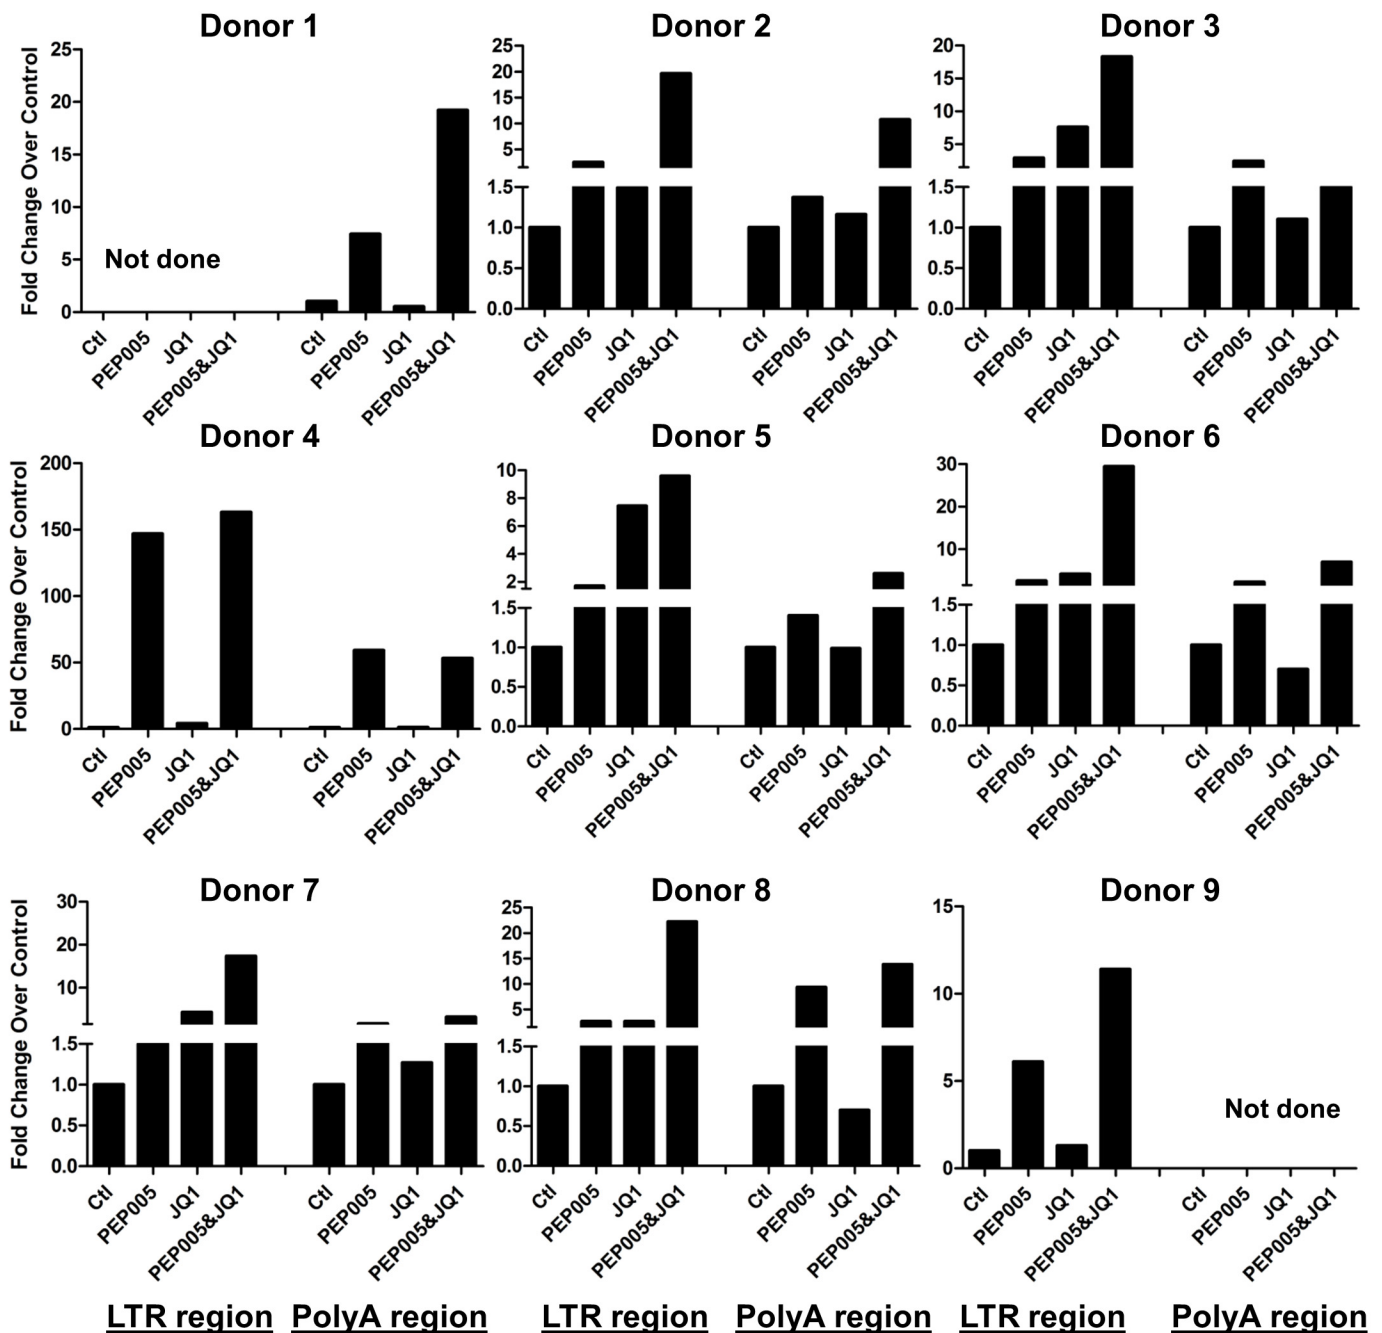 Donor 1
Donor 2
Donor 3
Fold Change Over Control
25
20
15
10
5
0
Not done
Ctl
PEP005
JQ1
PEP005&JQ1
Ctl
PEP005
JQ1
PEP005&JQ1
25
20
15
10
5
1.5
1.0
0.5
0.0
Ctl
PEP005
JQ1
PEP005&JQ1
Ctl
PEP005
JQ1
PEP005&JQ1
20
15
10
5
1.5
1.0
0.5
0.0
Ctl
PEP005
JQ1
PEP005&JQ1
Ctl
PEP005
JQ1
PEP005&JQ1
Donor 4
Donor 5
Donor 6
Fold Change Over Control
200
150
100
50
0
Ctl
PEP005
JQ1
PEP005&JQ1
Ctl
PEP005
JQ1
PEP005&JQ1
10
8
6
4
2
1.5
1.0
0.5
0.0
Ctl
PEP005
JQ1
PEP005&JQ1
Ctl
PEP005
JQ1
PEP005&JQ1
30
20
10
1.5
1.0
0.5
0.0
Ctl
PEP005
JQ1
PEP005&JQ1
Ctl
PEP005
JQ1
PEP005&JQ1
Donor 7
Donor 8
Donor 9
Fold Change Over Control
30
20
10
1.5
1.0
0.5
0.0
Ctl
PEP005
JQ1
PEP005&JQ1
Ctl
PEP005
JQ1
PEP005&JQ1
25
20
15
10
5
1.5
1.0
0.5
0.0
Ctl
PEP005
JQ1
PEP005&JQ1
Ctl
PEP005
JQ1
PEP005&JQ1
15
10
5
0
Not done
Ctl
PEP005
JQ1
PEP005&JQ1
Ctl
PEP005
JQ1
PEP005&JQ1
LTR region
PolyA region
LTR region
PolyA region
LTR region
PolyA region